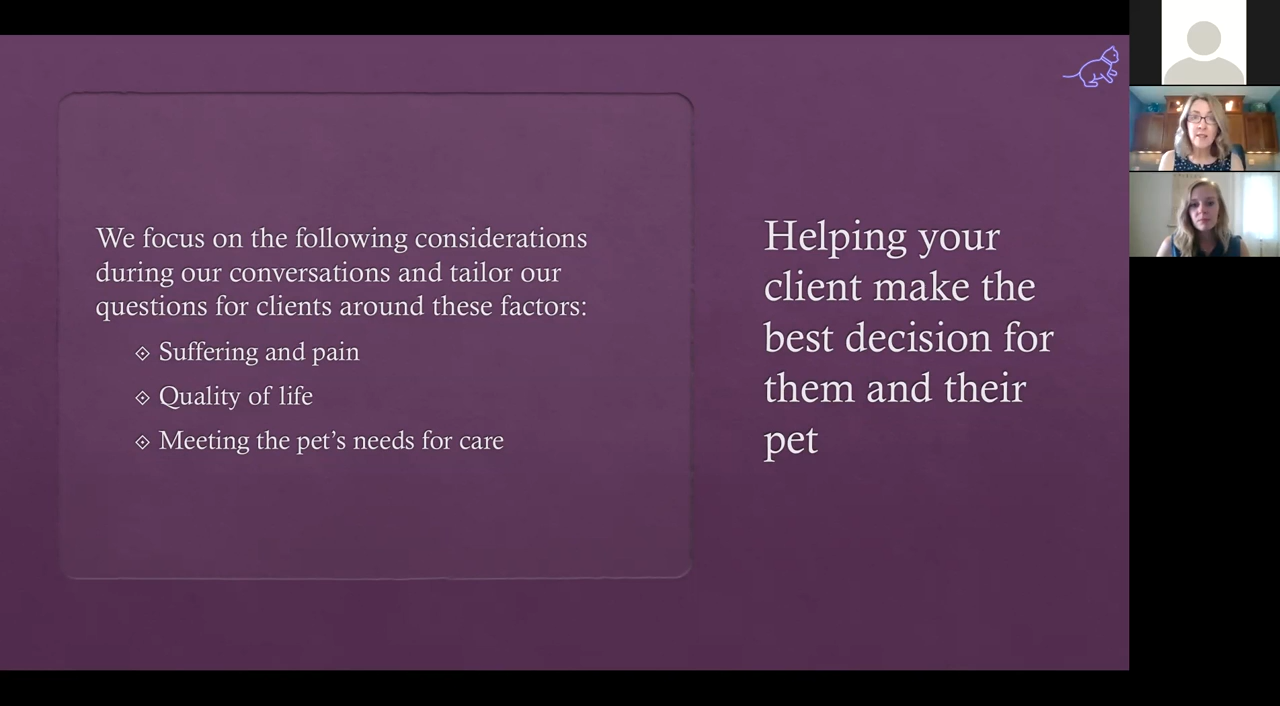 We focus on the following considerations
during our conversations and tailor our
questions for clients around these factors:
Suffering and pain
Quality of life
Meeting the pet’s needs for care
Helping your
client make the
best decision for
them and their
pet